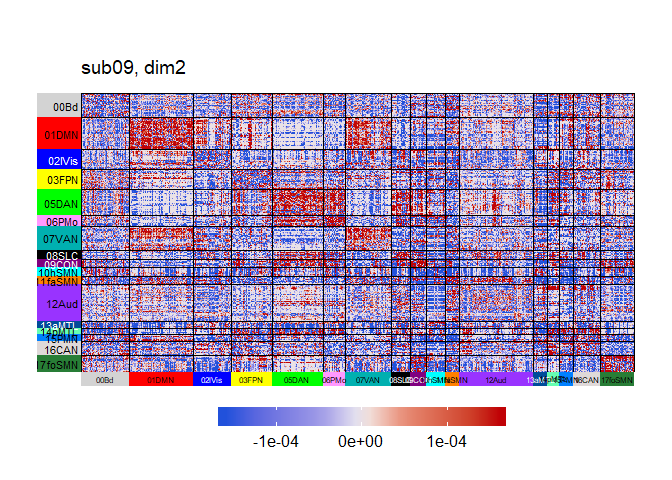 sub09, dim2
00Bd
01DMN
02lVis
03FPN
05DAN
06PMo
07VAN
08SLC
09CON
10hSMN
11faSMN
12Aud
13aMTL
14pMTL
15PMN
16CAN
17foSMN
00Bd 01DMN 02lVis 03FPN 05DAN 06PMo 07VAN 12Aud 16CAN
-1e-04 0e+00 1e-04